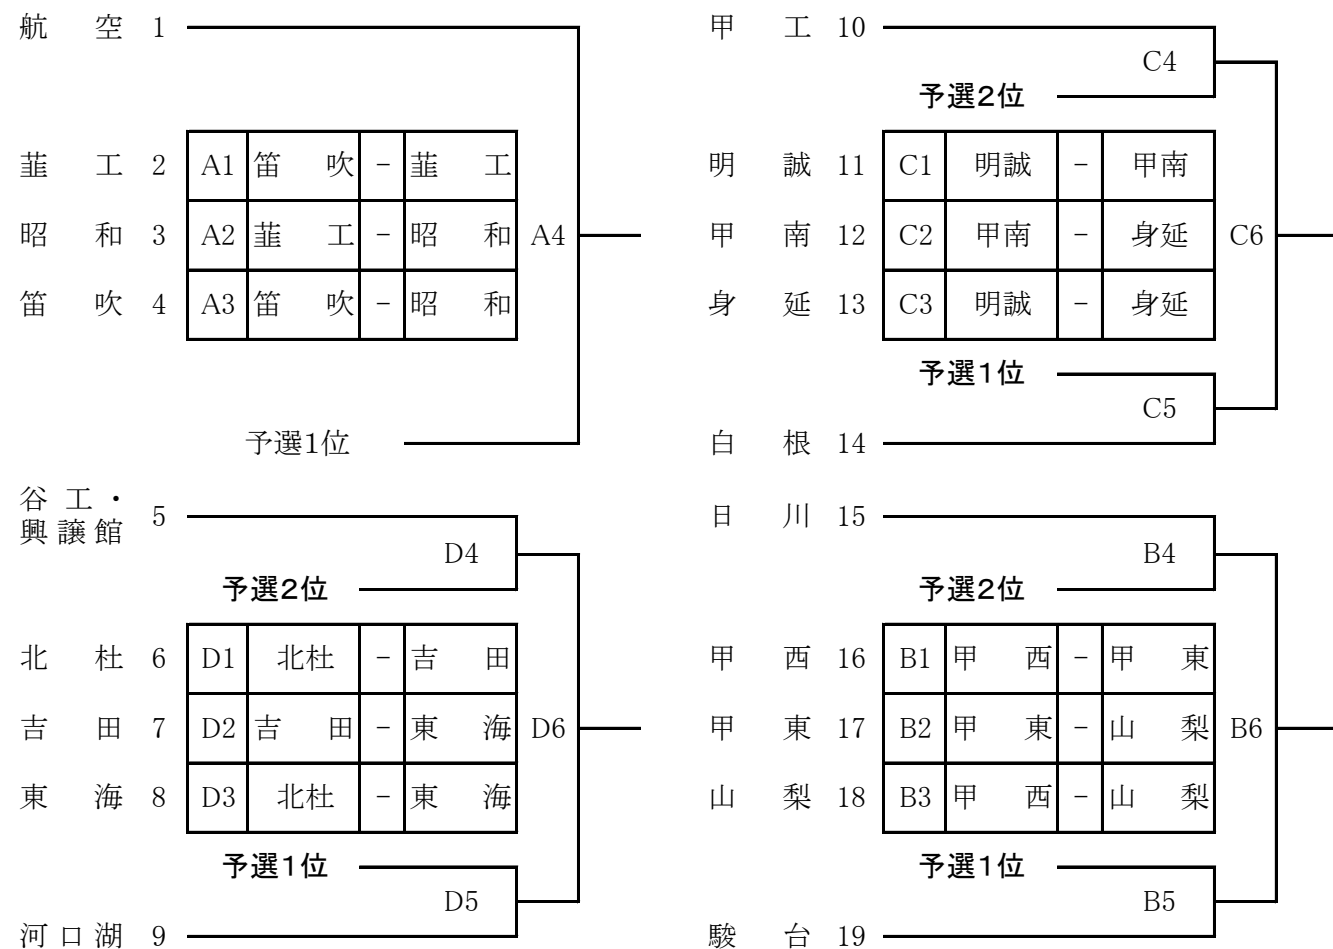 航空 1
韮工 2 A1 笛吹 - 韮工
昭和 3 A2 韮工 - 昭和 A4
笛吹 4 A3 笛吹 - 昭和
予選1位
谷工・
興譲館 5
D4
予選2位
北杜 6 D1 北杜 - 吉田
吉田 7 D2 吉田 - 東海 D6
東海 8 D3 北杜 - 東海
予選1位
D5
河口湖 9
甲工 10
C4
予選2位
明誠 11 C1 明誠 - 甲南
甲南 12 C2 甲南 - 身延 C6
身延 13 C3 明誠 - 身延
予選1位
C5
白根 14
日川 15
B4
予選2位
甲西 16 B1 甲西 - 甲東
甲東 17 B2 甲東 - 山梨 B6
山梨 18 B3 甲西 - 山梨
予選1位
B5
駿台 19